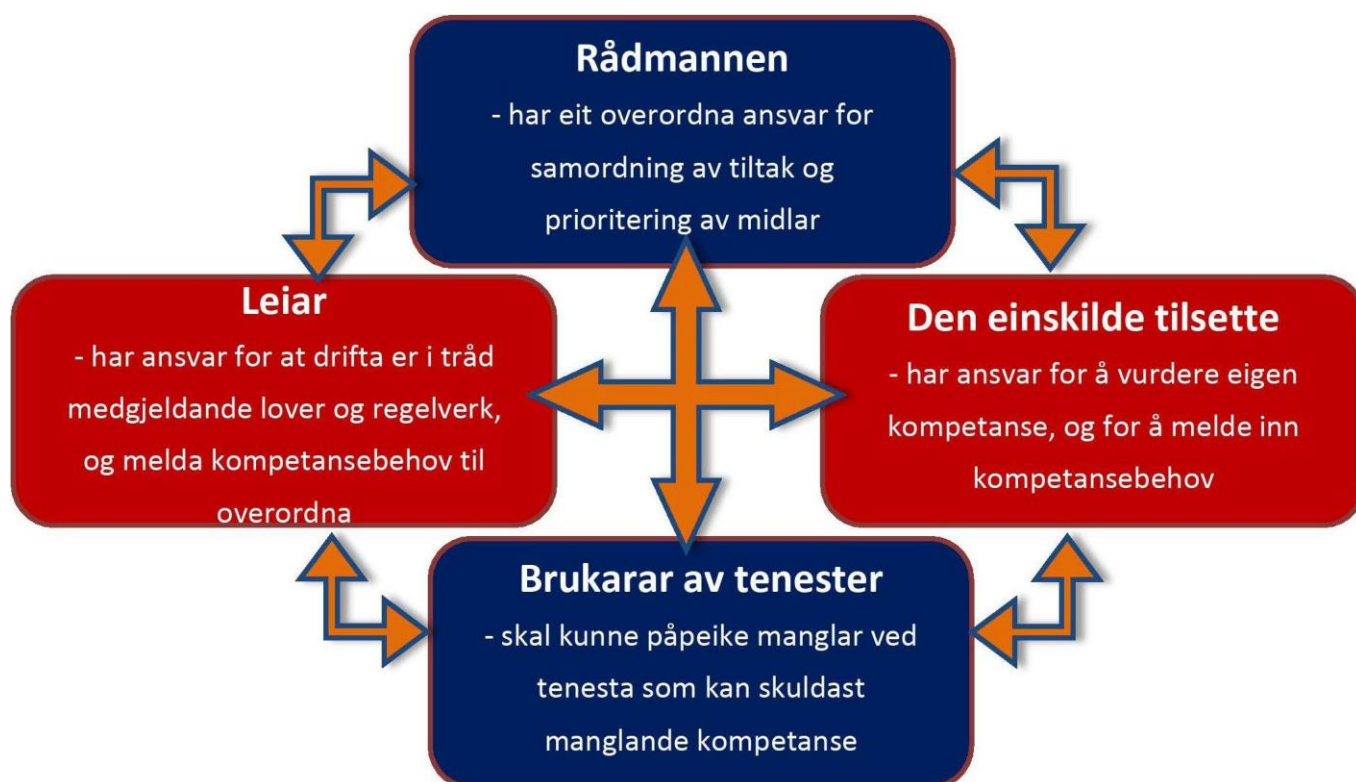 Rådmannen
- har eit overordna ansvar for
samordning av tiltak og
prioritering av midlar
Leiar
- har ansvar for at drifta er i tråd
medgjeldande lover og regelverk,
og melda kompetansebehov til
overordna
Den einskilde tilsette
- har ansvar for å vurdere eigen
kompetanse, og for å melde inn
kompetansebehov
Brukarar av tenester
- skal kunne påpeike manglar ved
tenesta som kan skuldast
manglande kompetanse